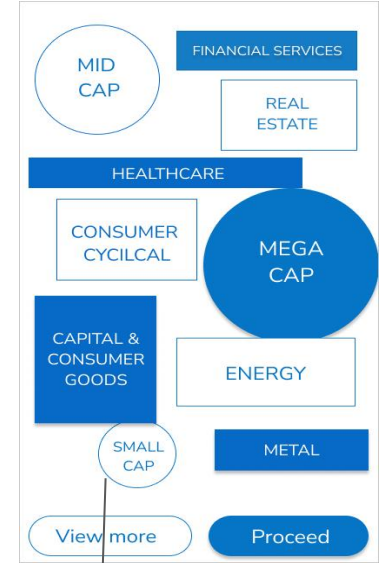 MID
CAP
FINANCIAL SERVICES
REAL
ESTATE
HEALTHCARE
CONSUMER
CYCILCAL
MEGA
CAP
CAPITAL &
CONSUMER
GOODS
ENERGY
SMALL
CAP
METAL
View more
Proceed